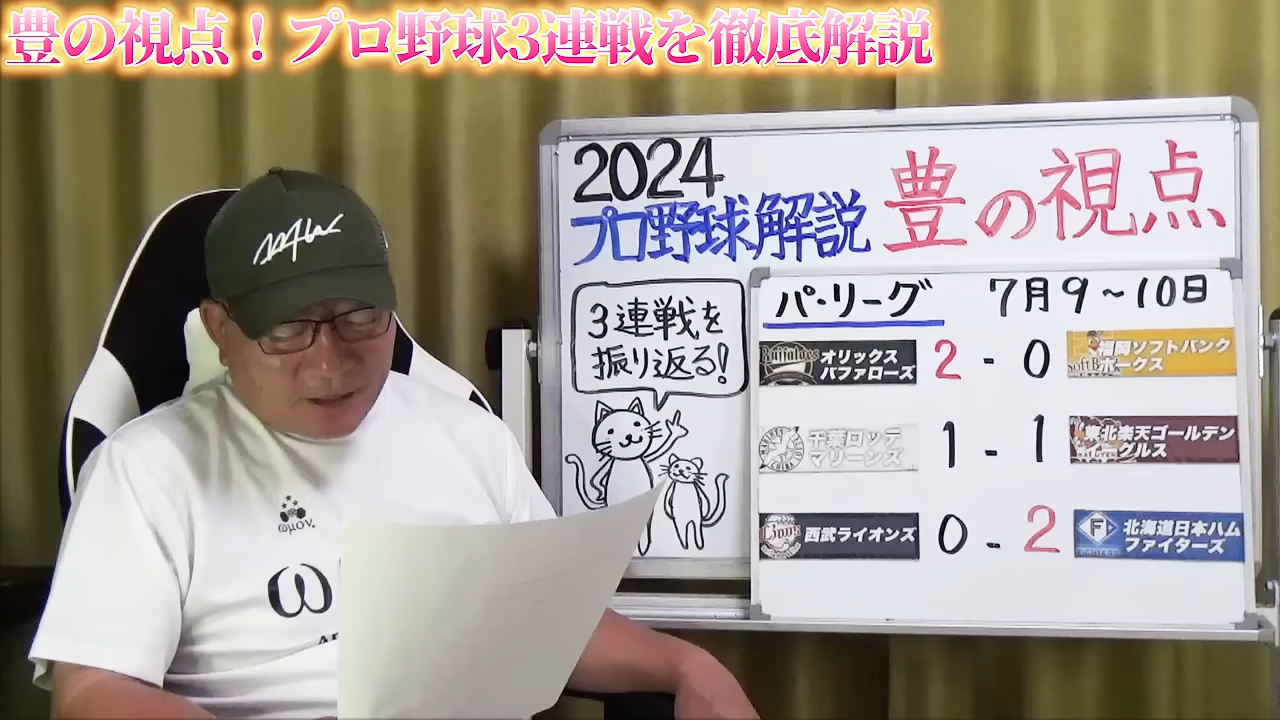 豊の視点!プロ野球3連戦を徹底解説
2024
プロ野球解説 豊の視点
3連戦を
振り返る!
パ・リーグ 7月9~10日
オリックス
バファローズ
2 - 0
福岡ソフトバンク
ホークス
千葉ロッテ
マリーンズ
1 - 1
東北楽天ゴールデン
イーグルス
Lions
西武ライオンズ
0 - 2
F
北海道日本ハム
ファイターズ
ωμον.
ω